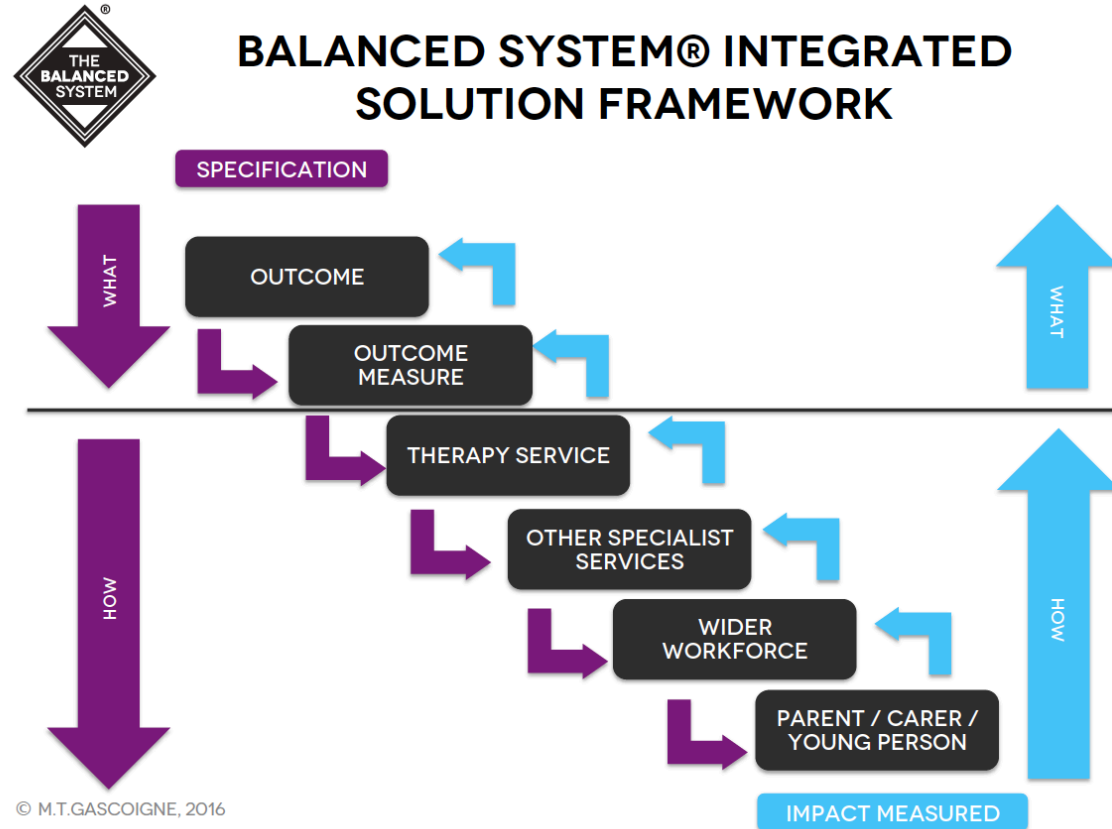 ®
THE
BALANCED
SYSTEM
BALANCED SYSTEM® INTEGRATED
SOLUTION FRAMEWORK
SPECIFICATION
WHAT
OUTCOME
WHAT
OUTCOME
MEASURE
THERAPY SERVICE
HOW
OTHER SPECIALIST
SERVICES
HOW
WIDER
WORKFORCE
PARENT / CARER /
YOUNG PERSON
© M.T.GASCOIGNE, 2016
IMPACT MEASURED